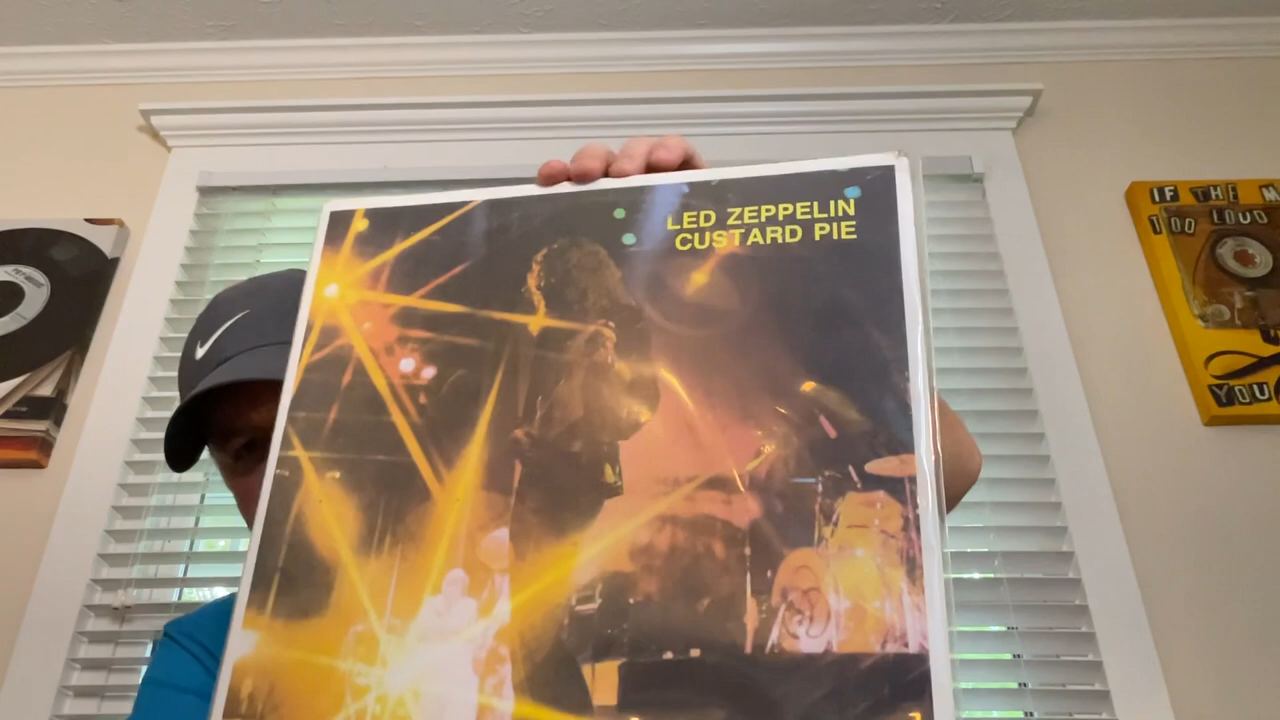 LED ZEPPELIN
CUSTARD PIE
IF THE M
TOO LOUD
YOU